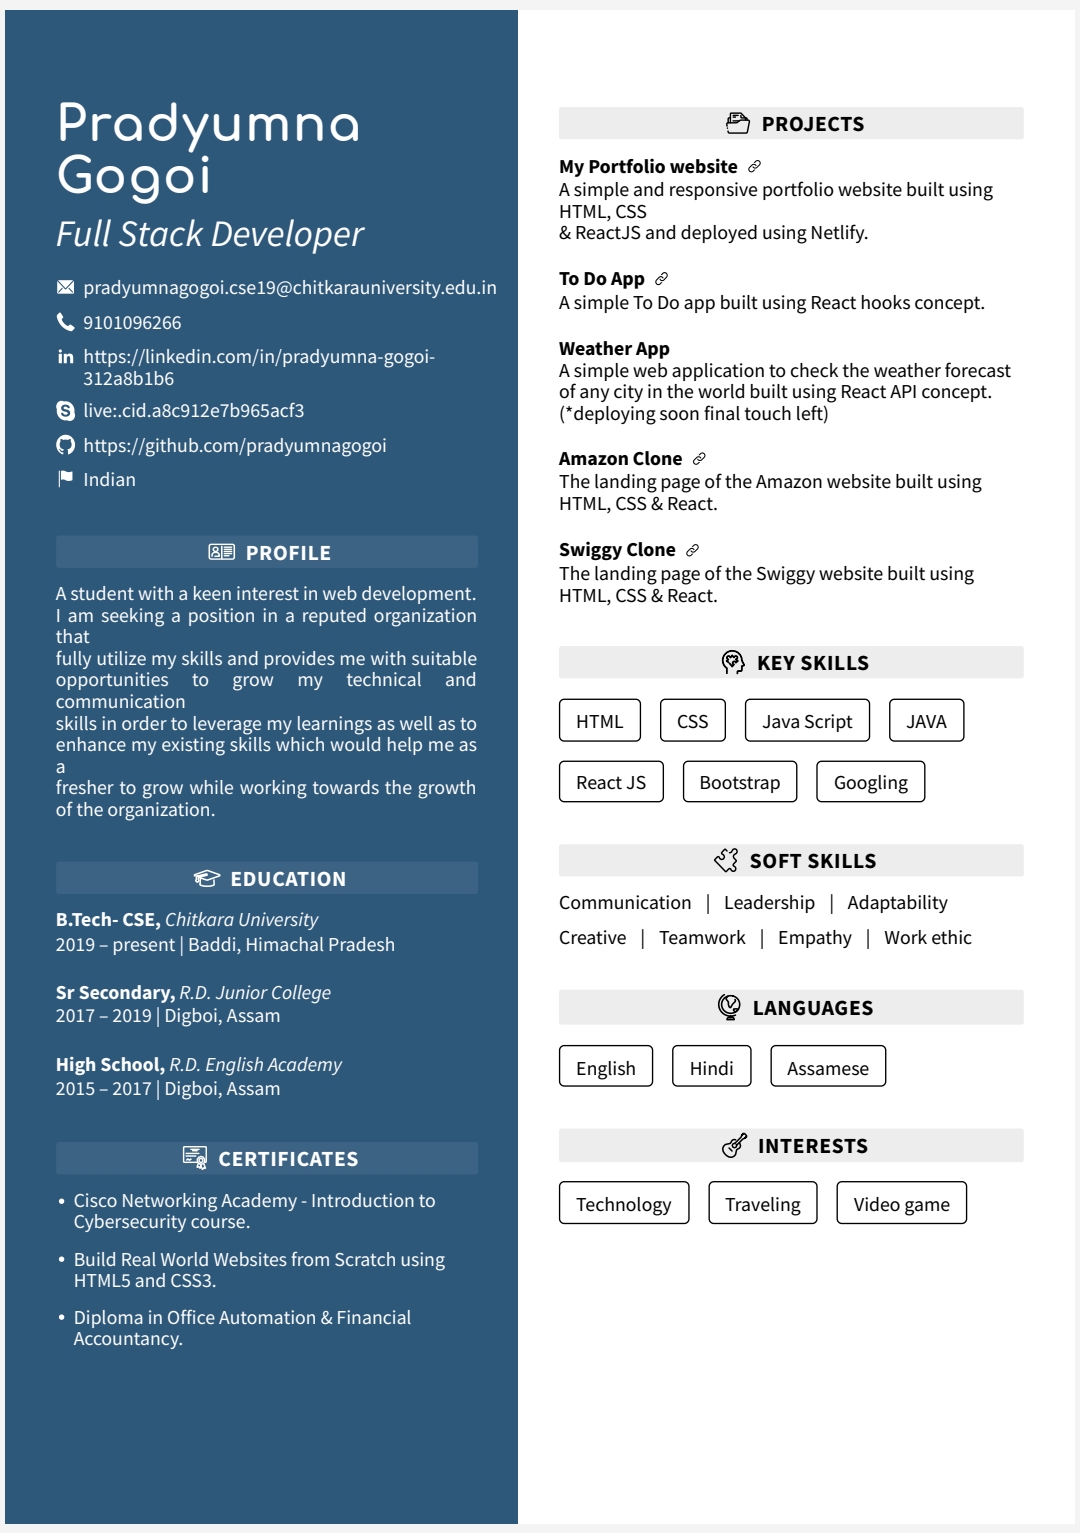 Pradyumna
Gogoi
Full Stack Developer
pradyumnagogoi.cse19@chitkarauniversity.edu.in
9101096266
https://linkedin.com/in/pradyumna-gogoi-
312a8b1b6
live:.cid.a8c912e7b965acf3
https://github.com/pradyumnagogoi
Indian
PROFILE
A student with a keen interest in web development.
I am seeking a position in a reputed organization
that
fully utilize my skills and provides me with suitable
opportunities to grow my technical and
communication
skills in order to leverage my learnings as well as to
enhance my existing skills which would help me as
a
fresher to grow while working towards the growth
of the organization.
EDUCATION
B.Tech- CSE, Chitkara University
2019 – present | Baddi, Himachal Pradesh
Sr Secondary, R.D. Junior College
2017 – 2019 | Digboi, Assam
High School, R.D. English Academy
2015 – 2017 | Digboi, Assam
CERTIFICATES
• Cisco Networking Academy - Introduction to
Cybersecurity course.
• Build Real World Websites from Scratch using
HTML5 and CSS3.
• Diploma in Office Automation & Financial
Accountancy.
PROJECTS
My Portfolio website
A simple and responsive portfolio website built using
HTML, CSS
& ReactJS and deployed using Netlify.
To Do App
A simple To Do app built using React hooks concept.
Weather App
A simple web application to check the weather forecast
of any city in the world built using React API concept.
(*deploying soon final touch left)
Amazon Clone
The landing page of the Amazon website built using
HTML, CSS & React.
Swiggy Clone
The landing page of the Swiggy website built using
HTML, CSS & React.
KEY SKILLS
HTML CSS Java Script JAVA
React JS Bootstrap Googling
SOFT SKILLS
Communication | Leadership | Adaptability
Creative | Teamwork | Empathy | Work ethic
LANGUAGES
English Hindi Assamese
INTERESTS
Technology Traveling Video game